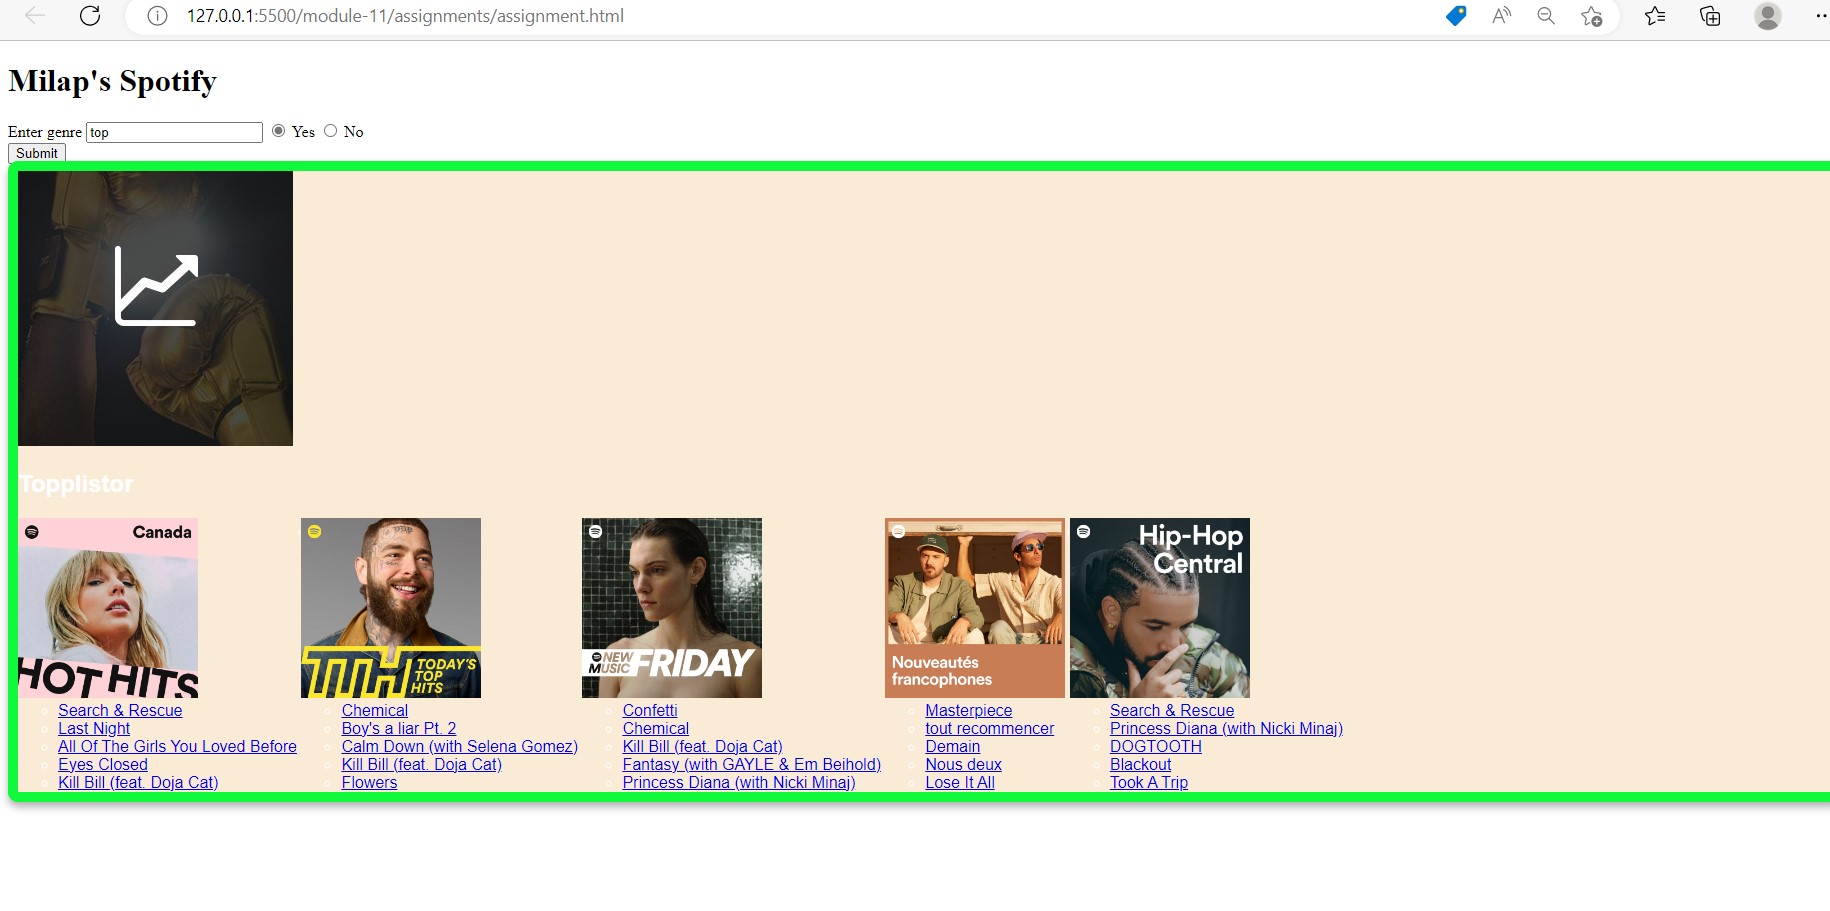 127.0.0.1:5500/module-11/assignments/assignment.html
Milap's Spotify
Enter genre top Yes No
Submit
Topplistor
Canada
HOT HITS
TTH TODAY'S TOP HITS
NEW MUSIC FRIDAY
Nouveautés
francophones
Hip-Hop
Central
Search & Rescue
Last Night
All Of The Girls You Loved Before
Eyes Closed
Kill Bill (feat. Doja Cat)
Chemical
Boy's a liar Pt. 2
Calm Down (with Selena Gomez)
Kill Bill (feat. Doja Cat)
Flowers
Confetti
Chemical
Kill Bill (feat. Doja Cat)
Fantasy (with GAYLE & Em Beihold)
Princess Diana (with Nicki Minaj)
Masterpiece
tout recommencer
Demain
Nous deux
Lose It All
Search & Rescue
Princess Diana (with Nicki Minaj)
DOGTOOTH
Blackout
Took A Trip